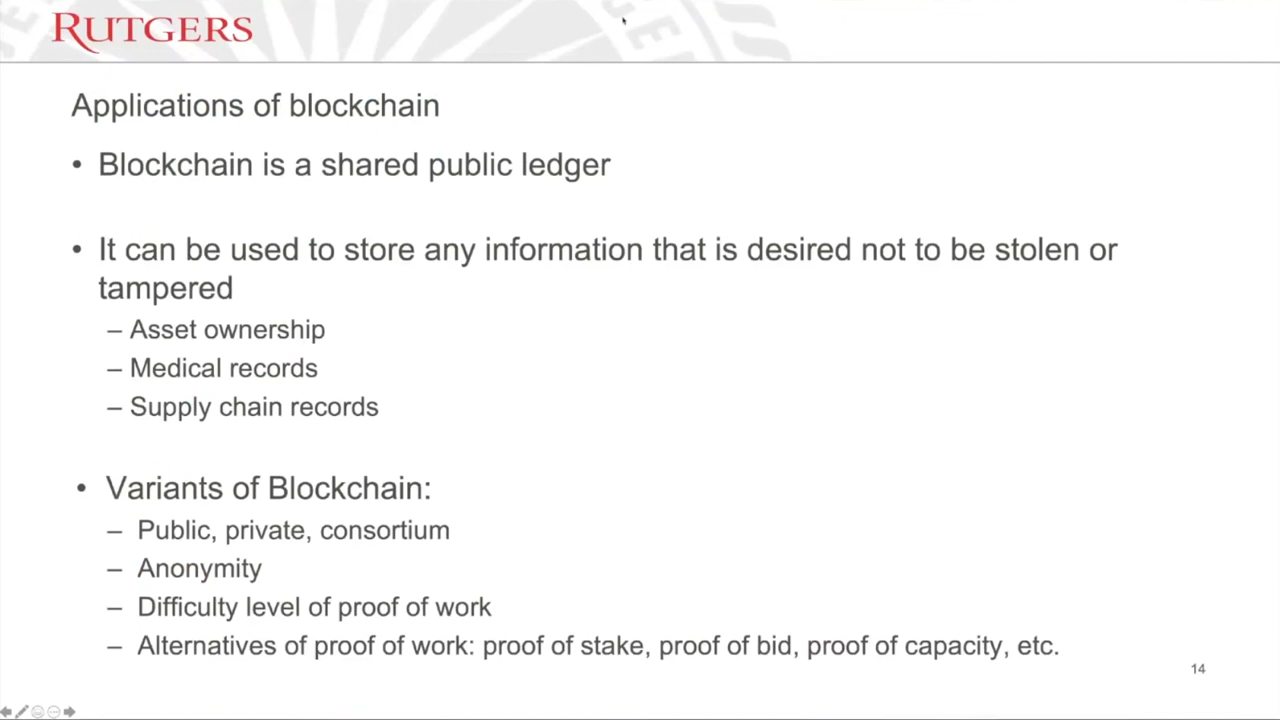 RUTGERS
Applications of blockchain
• Blockchain is a shared public ledger
• It can be used to store any information that is desired not to be stolen or
tampered
– Asset ownership
– Medical records
– Supply chain records
• Variants of Blockchain:
– Public, private, consortium
– Anonymity
– Difficulty level of proof of work
– Alternatives of proof of work: proof of stake, proof of bid, proof of capacity, etc.
14